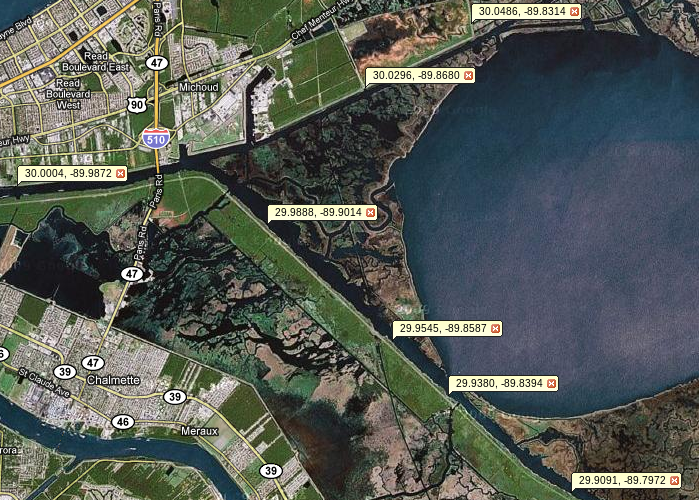 30.0486, -89.8314
Paris Rd
Chef Menteur Hwy
Read
Boulevard East
47
30.0296, -89.8680
Read
Boulevard
West
Michoud
90
510
30.0004, -89.9872
Paris Rd
29.9888, -89.9014
Paris Rd
47
29.9545, -89.8587
39
47
Chalmette
St Claude Ave
29.9380, -89.8394
39
46
Meraux
39
29.9091, -89.7972